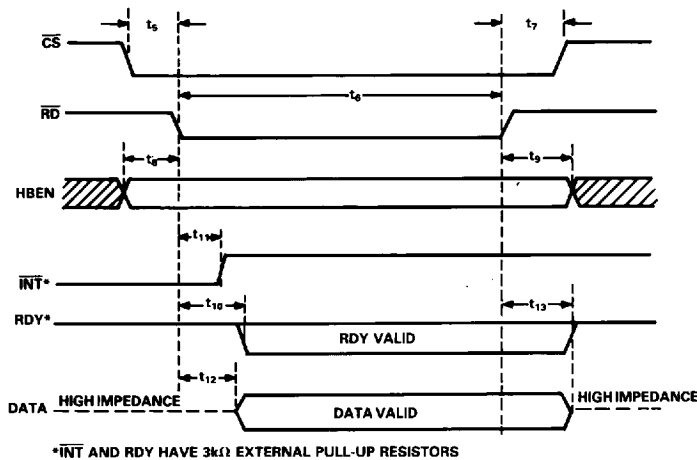 t5
t7
CS
t6
RD
t8
t9
HBEN
t11
INT*
t10
t13
RDY*
RDY VALID
t12
HIGH IMPEDANCE
HIGH IMPEDANCE
DATA
DATA VALID
*INT AND RDY HAVE 3kΩ EXTERNAL PULL-UP RESISTORS